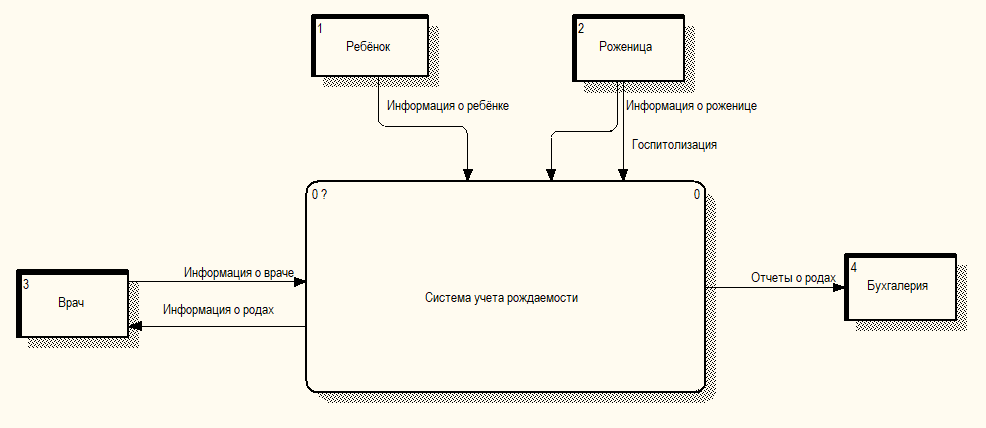 1
Ребёнок
2
Роженица
Информация о ребёнке
Информация о роженице
Госпитолизация
0 ?
0
Система учета рождаемости
3
Врач
Информация о враче
Информация о родах
Отчеты о родах
4
Бухгалерия